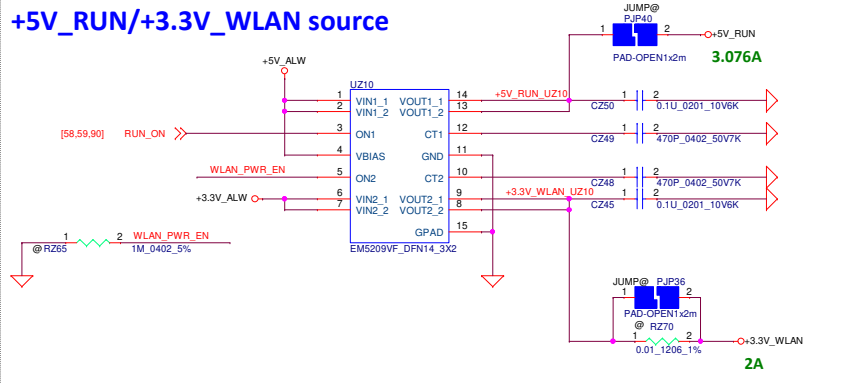 +5V_RUN/+3.3V_WLAN source
JUMP@
PJP40
1 2
+5V_RUN
PAD-OPEN1x2m
3.076A
+5V_ALW
UZ10
1 VIN1_1 VOUT1_1 14 +5V_RUN_UZ10
2 VIN1_2 VOUT1_2 13
CZ50 1 2 0.1U_0201_10V6K
[58,59,90] RUN_ON 3 ON1 CT1 12
CZ49 1 2 470P_0402_50V7K
4 VBIAS GND 11
WLAN_PWR_EN 5 ON2 CT2 10
CZ48 1 2 470P_0402_50V7K
+3.3V_ALW 6 VIN2_1 VOUT2_1 9 +3.3V_WLAN_UZ10
7 VIN2_2 VOUT2_2 8
CZ45 1 2 0.1U_0201_10V6K
GPAD 15
EM5209VF_DFN14_3X2
1 2 WLAN_PWR_EN
@ RZ65 1M_0402_5%
JUMP@ PJP36
1 2
PAD-OPEN1x2m
@ RZ70
1 2
+3.3V_WLAN
0.01_1206_1%
2A